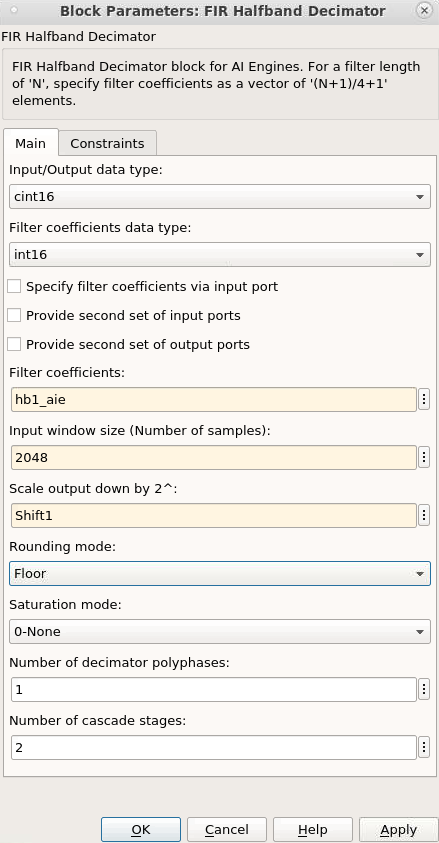 Block Parameters: FIR Halfband Decimator
FIR Halfband Decimator
FIR Halfband Decimator block for AI Engines. For a filter length
of 'N', specify filter coefficients as a vector of '(N+1)/4+1'
elements.
Main Constraints
Input/Output data type:
cint16
Filter coefficients data type:
int16
Specify filter coefficients via input port
Provide second set of input ports
Provide second set of output ports
Filter coefficients:
hb1_aie
Input window size (Number of samples):
2048
Scale output down by 2^:
Shift1
Rounding mode:
Floor
Saturation mode:
0-None
Number of decimator polyphases:
1
Number of cascade stages:
2
OK Cancel Help Apply